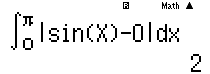 R Math ▲
∫₀^π |sin(X)-0|dx
2